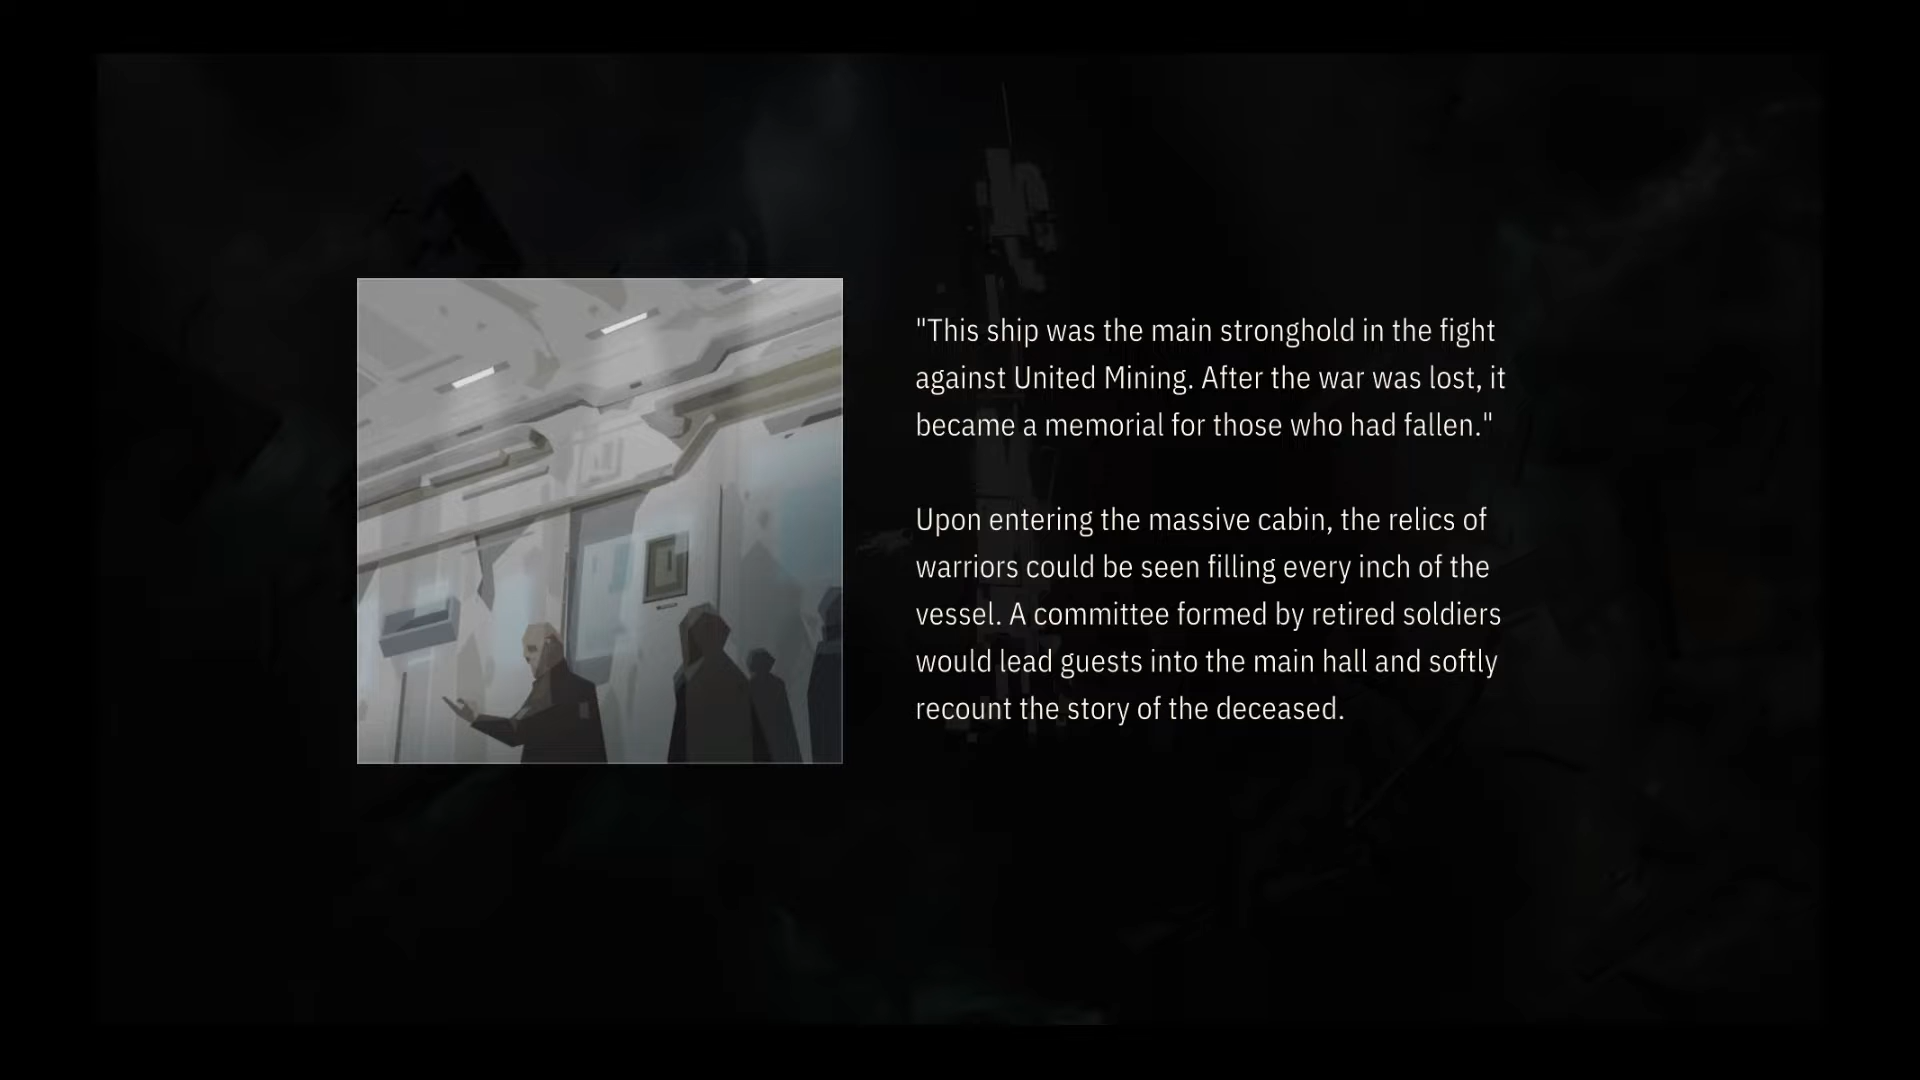 "This ship was the main stronghold in the fight
against United Mining. After the war was lost, it
became a memorial for those who had fallen."
Upon entering the massive cabin, the relics of
warriors could be seen filling every inch of the
vessel. A committee formed by retired soldiers
would lead guests into the main hall and softly
recount the story of the deceased.